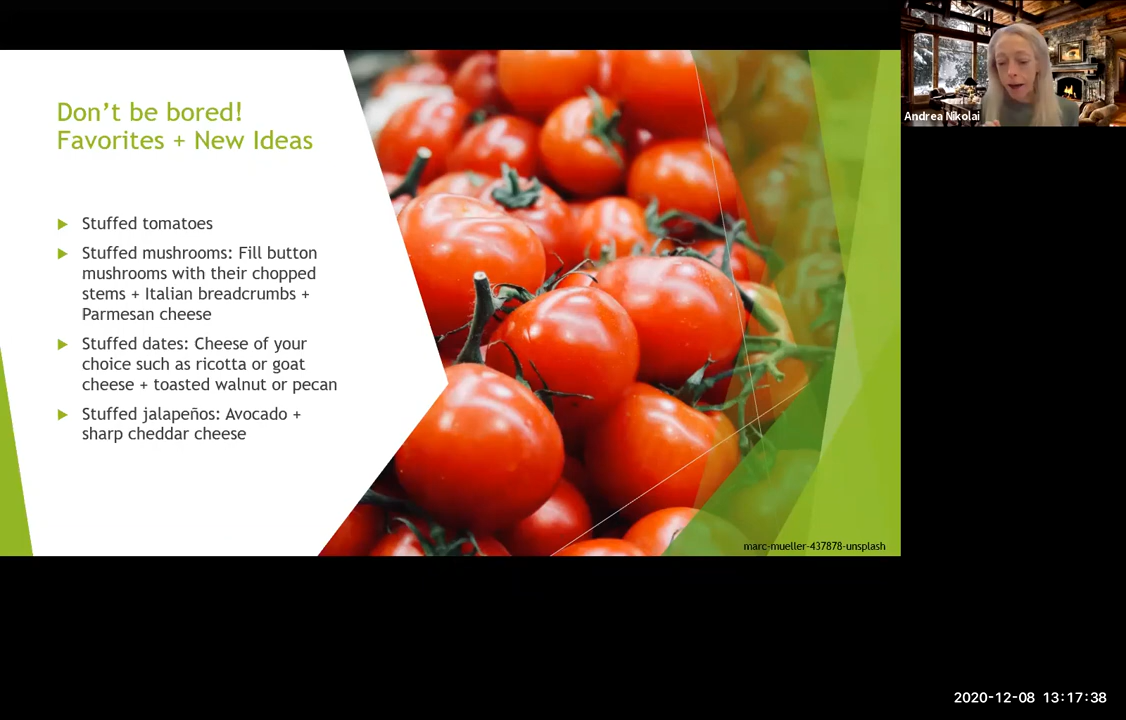 Don’t be bored!
Favorites + New Ideas
Stuffed tomatoes
Stuffed mushrooms: Fill button
mushrooms with their chopped
stems + Italian breadcrumbs +
Parmesan cheese
Stuffed dates: Cheese of your
choice such as ricotta or goat
cheese + toasted walnut or pecan
Stuffed jalapeños: Avocado +
sharp cheddar cheese
marc-mueller-437878-unsplash
Andrea Nikolai
2020-12-08 13:17:38